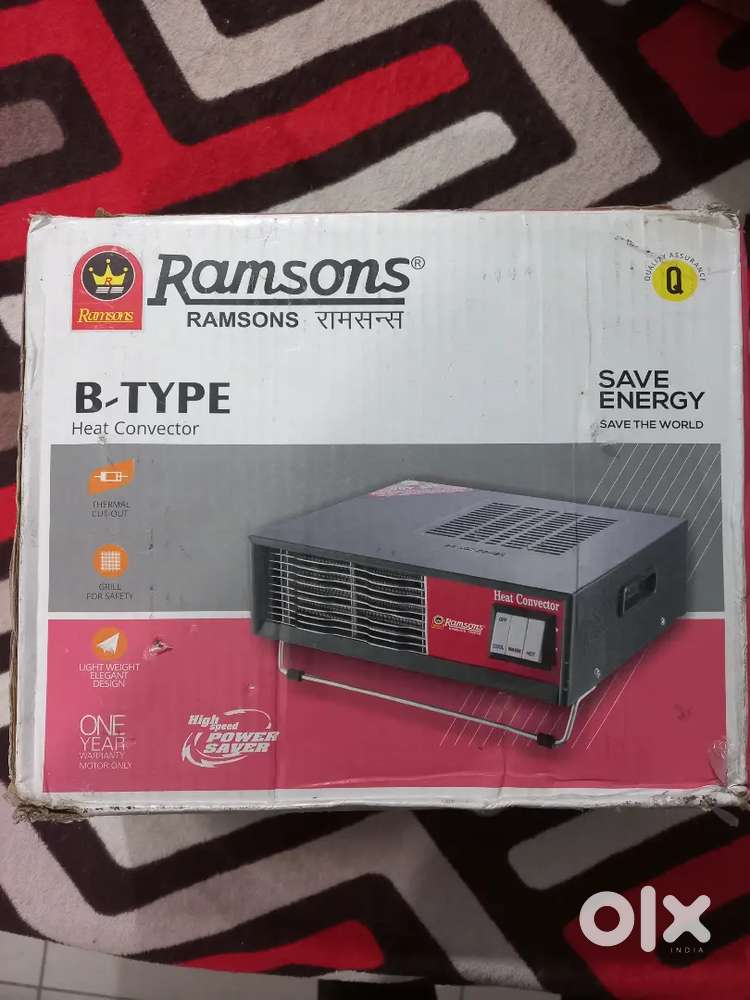 Ramsons®
Ramsons
RAMSONS रामसन्स
QUALITY ASSURANCE
Q
B-TYPE
Heat Convector
SAVE
ENERGY
SAVE THE WORLD
THERMAL
CUT-OUT
GRILL
FOR SAFETY
LIGHT WEIGHT
ELEGANT
DESIGN
ONE
YEAR
WARRANTY
MOTOR ONLY
High
speed
POWER
SAVER
Heat Convector
Ramsons
OFF
COOL WARM HOT
olx
INDIA